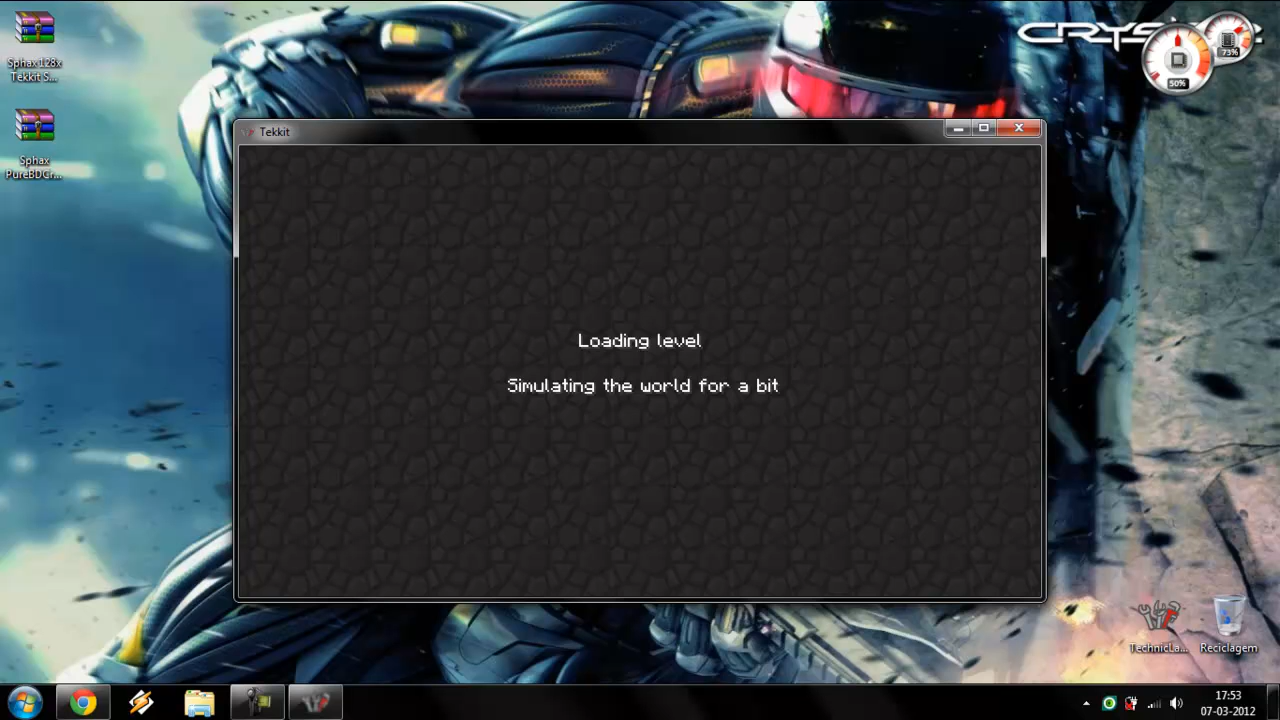 Sphax 128x
Tekkit S...
Sphax
PureBDCr...
CRYS
50%
73%
Tekkit
Loading level
Simulating the world for a bit
TechnicLa...
Reciclagem
17:53
07-03-2012